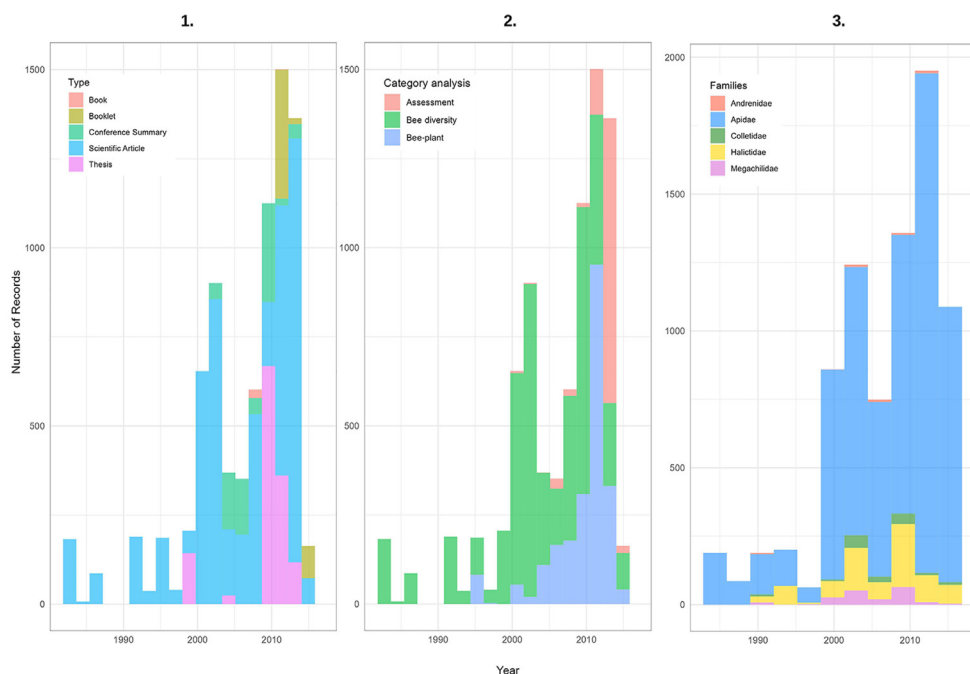 1.
2.
3.
Number of Records
1500
1000
500
0
Type
Book
Booklet
Conference Summary
Scientific Article
Thesis
1990
2000
2010
1500
1000
500
0
Category analysis
Assessment
Bee diversity
Bee-plant
1990
2000
2010
2000
1500
1000
500
0
Families
Andrenidae
Apidae
Colletidae
Halictidae
Megachilidae
1990
2000
2010
Year